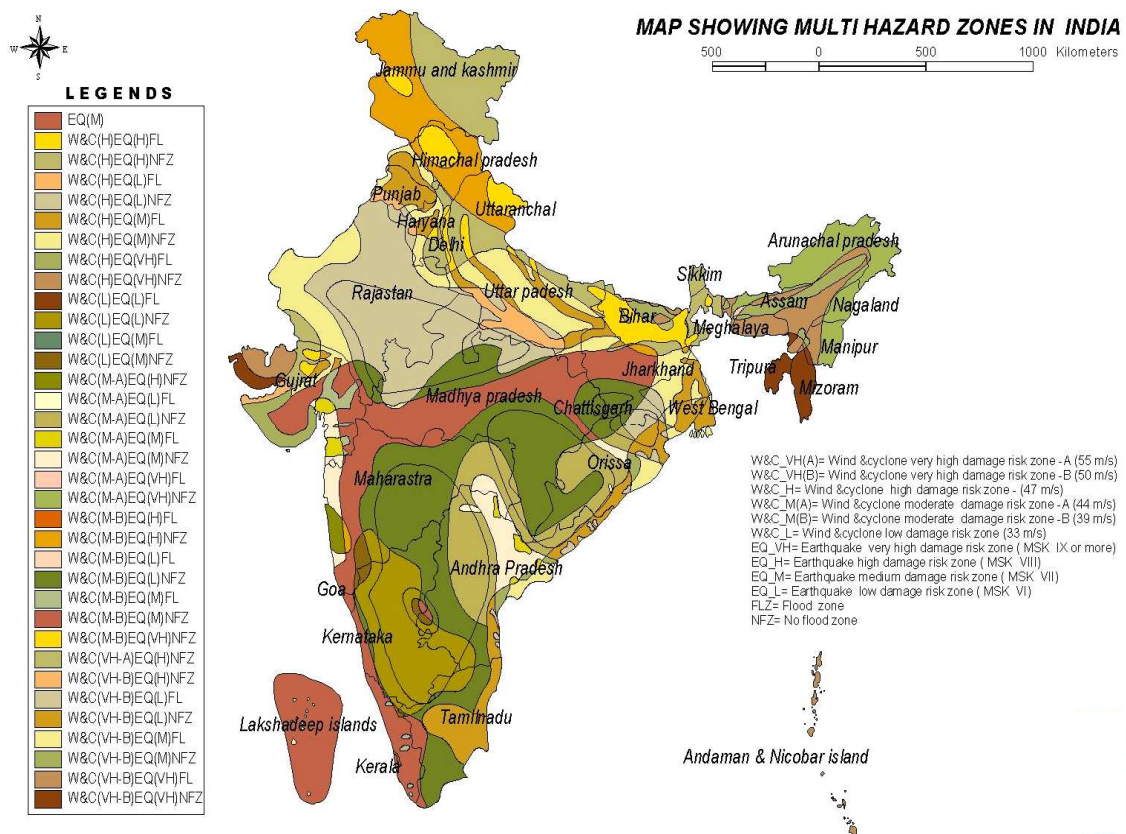 MAP SHOWING MULTI HAZARD ZONES IN INDIA
500 0 500 1000 Kilometers
N
W E
S
LEGENDS
EQ(M)
W&C(H)EQ(H)FL
W&C(H)EQ(H)NFZ
W&C(H)EQ(L)FL
W&C(H)EQ(L)NFZ
W&C(H)EQ(M)FL
W&C(H)EQ(M)NFZ
W&C(H)EQ(VH)FL
W&C(H)EQ(VH)NFZ
W&C(L)EQ(L)FL
W&C(L)EQ(L)NFZ
W&C(L)EQ(M)FL
W&C(L)EQ(M)NFZ
W&C(M-A)EQ(H)NFZ
W&C(M-A)EQ(L)FL
W&C(M-A)EQ(L)NFZ
W&C(M-A)EQ(M)FL
W&C(M-A)EQ(M)NFZ
W&C(M-A)EQ(VH)FL
W&C(M-A)EQ(VH)NFZ
W&C(M-B)EQ(H)FL
W&C(M-B)EQ(H)NFZ
W&C(M-B)EQ(L)FL
W&C(M-B)EQ(L)NFZ
W&C(M-B)EQ(M)FL
W&C(M-B)EQ(M)NFZ
W&C(M-B)EQ(VH)NFZ
W&C(VH-A)EQ(H)NFZ
W&C(VH-B)EQ(H)NFZ
W&C(VH-B)EQ(L)FL
W&C(VH-B)EQ(L)NFZ
W&C(VH-B)EQ(M)FL
W&C(VH-B)EQ(M)NFZ
W&C(VH-B)EQ(VH)FL
W&C(VH-B)EQ(VH)NFZ
Jammu and kashmir
Himachal pradesh
Punjab
Uttaranchal
Haryana
Delhi
Arunachal pradesh
Sikkim
Rajastan
Uttar padesh
Assam
Nagaland
Bihar
Meghalaya
Manipur
Tripura
Mizoram
Gujrat
Jharkhand
Madhya pradesh
Chattisgarh
West Bengal
Orissa
Maharastra
Andhra Pradesh
Goa
Kernataka
Tamilnadu
Lakshadeep islands
Kerala
Andaman & Nicobar island
W&C_VH(A)= Wind &cyclone very high damage risk zone -A (55 m/s)
W&C_VH(B)= Wind &cyclone very high damage risk zone -B (50 m/s)
W&C_H= Wind &cyclone high damage risk zone - (47 m/s)
W&C_M(A)= Wind &cyclone moderate damage risk zone -A (44 m/s)
W&C_M(B)= Wind &cyclone moderate damage risk zone -B (39 m/s)
W&C_L= Wind &cyclone low damage risk zone (33 m/s)
EQ_VH= Earthquake very high damage risk zone ( MSK IX or more)
EQ_H= Earthquake high damage risk zone ( MSK VIII)
EQ_M= Earthquake medium damage risk zone ( MSK VII)
EQ_L= Earthquake low damage risk zone ( MSK VI)
FLZ= Flood zone
NFZ= No flood zone